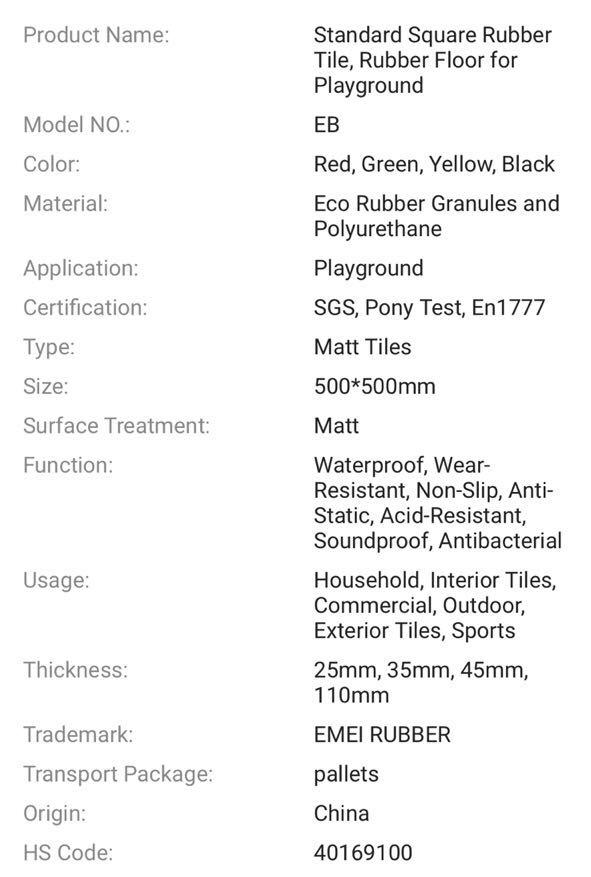 Product Name: Standard Square Rubber
Tile, Rubber Floor for
Playground
Model NO.: EB
Color: Red, Green, Yellow, Black
Material: Eco Rubber Granules and
Polyurethane
Application: Playground
Certification: SGS, Pony Test, En1777
Type: Matt Tiles
Size: 500*500mm
Surface Treatment: Matt
Function: Waterproof, Wear-
Resistant, Non-Slip, Anti-
Static, Acid-Resistant,
Soundproof, Antibacterial
Usage: Household, Interior Tiles,
Commercial, Outdoor,
Exterior Tiles, Sports
Thickness: 25mm, 35mm, 45mm,
110mm
Trademark: EMEI RUBBER
Transport Package: pallets
Origin: China
HS Code: 40169100